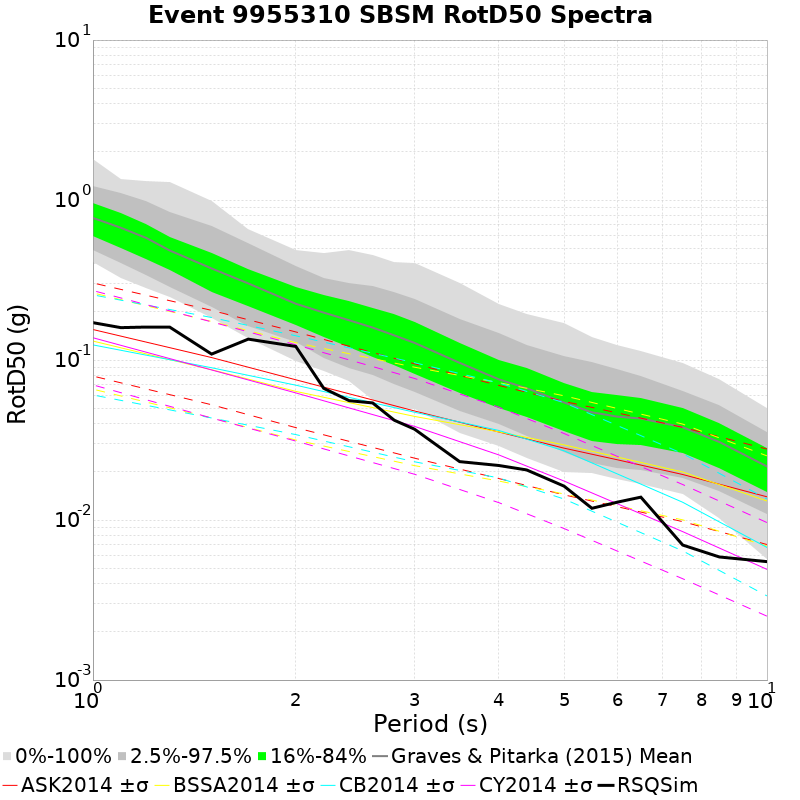 Event 9955310 SBSM RotD50 Spectra
10^1
10^0
10^-1
10^-2
10^-3
RotD50 (g)
10^0 2 3 4 5 6 7 8 9 10^1
Period (s)
0%-100% 2.5%-97.5% 16%-84% Graves & Pitarka (2015) Mean
ASK2014 ±σ BSSA2014 ±σ CB2014 ±σ CY2014 ±σ RSQSim